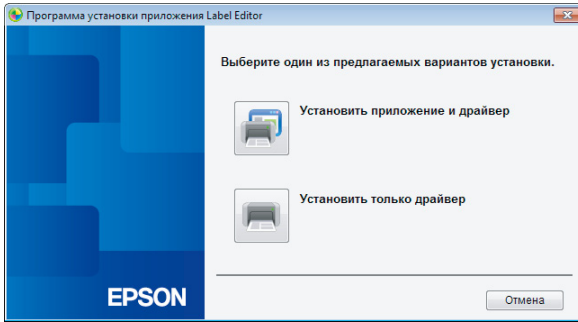 Программа установки приложения Label Editor
Выберите один из предлагаемых вариантов установки.
Установить приложение и драйвер
Установить только драйвер
EPSON
Отмена